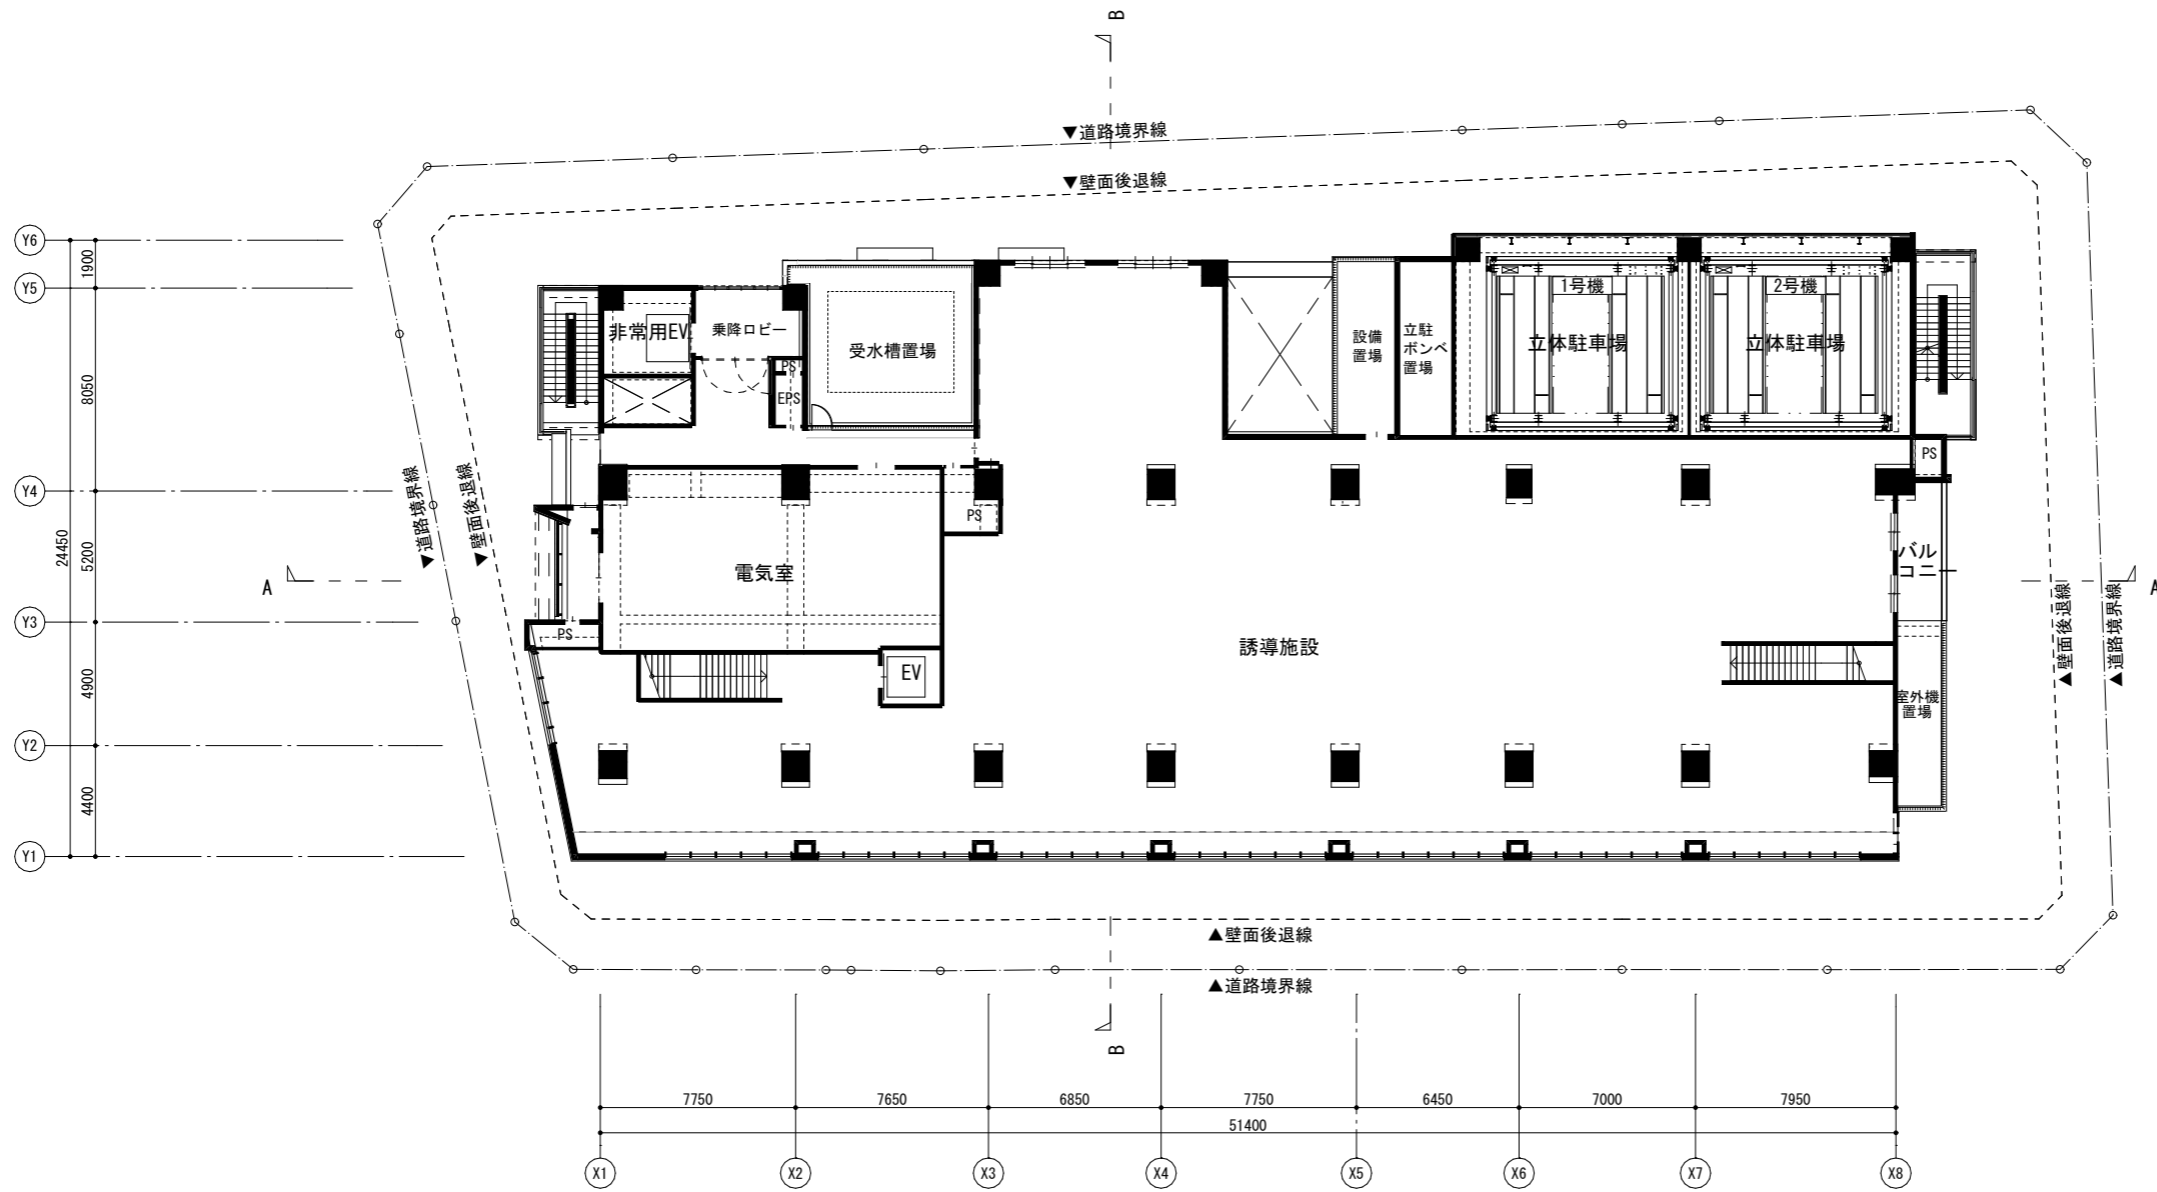 B
▼道路境界線
▼壁面後退線
Y6
1900
Y5
1号機
2号機
非常用EV
乗降ロビー
設備
置場
立駐
ボンベ
置場
立体駐車場
立体駐車場
受水槽置場
PS
8050
EPS
PS
Y4
▼道路境界線
▼壁面後退線
PS
24450
5200
バル
コニー
A
電気室
A
Y3
PS
誘導施設
▲壁面後退線
▲道路境界線
4900
EV
室外機
置場
Y2
4400
Y1
▲壁面後退線
▲道路境界線
B
7750
7650
6850
7750
6450
7000
7950
51400
X1
X2
X3
X4
X5
X6
X7
X8